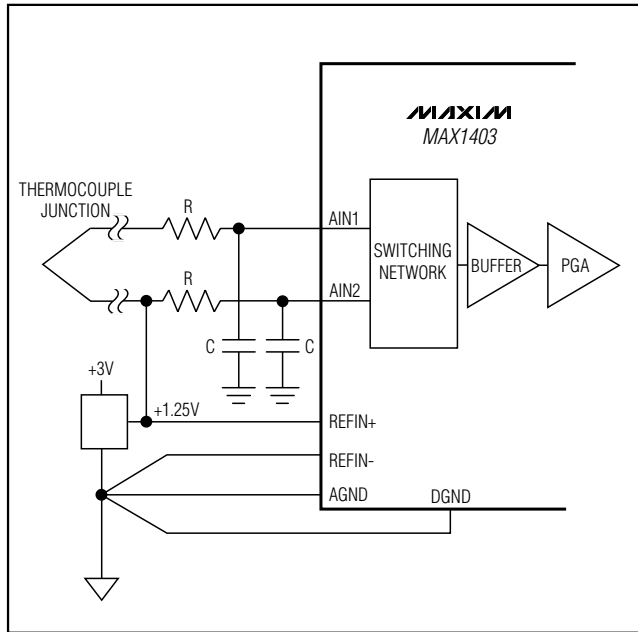 MAXIM
MAX1403
THERMOCOUPLE
JUNCTION
R
AIN1
SWITCHING
NETWORK
BUFFER
PGA
R
AIN2
C
C
+3V
+1.25V
REFIN+
REFIN-
AGND
DGND